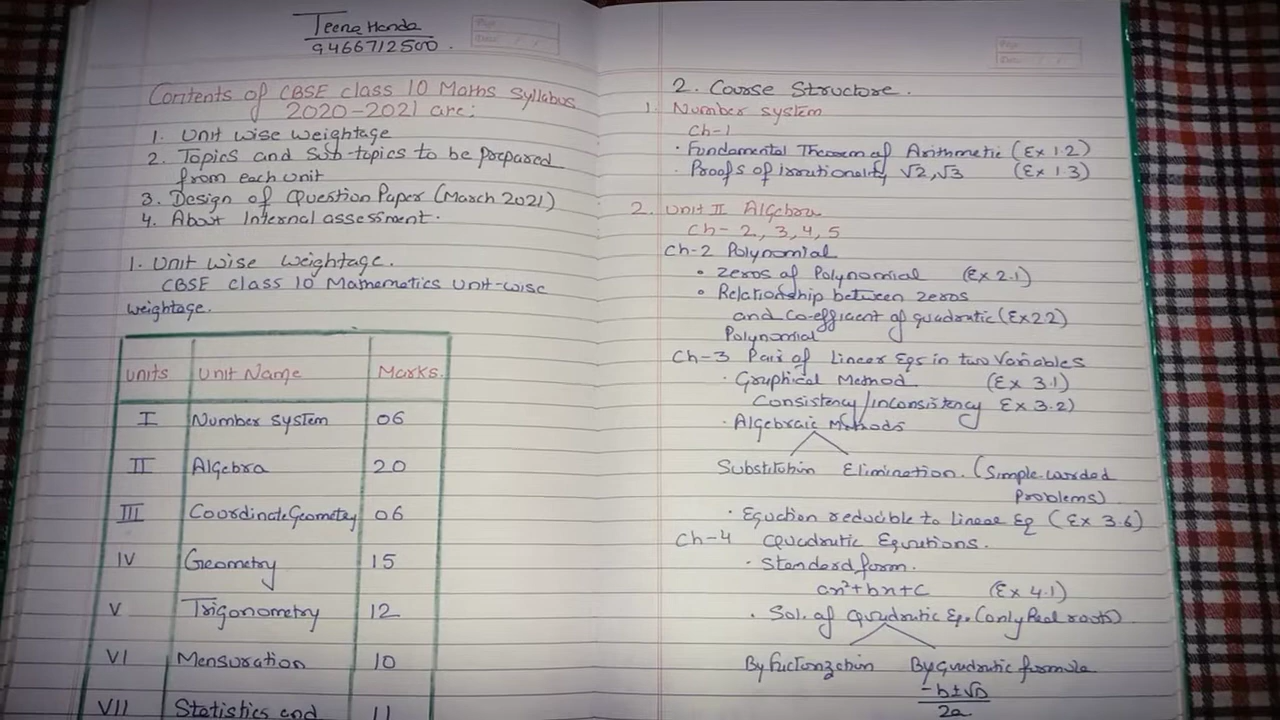 Teena Handa
9466712500.
Contents of CBSE class 10 Maths Syllabus
2020-2021 are:
1. Unit wise weightage
2. Topics and Sub-topics to be prepared
from each unit
3. Design of Question Paper (March 2021)
4. About Internal assessment.
1. Unit wise weightage.
CBSE class 10 Mathematics Unit-wise
weightage.
Units Unit Name Marks.
I Number system 06
II Algebra 20
III Coordinate Geometry 06
IV Geometry 15
V Trigonometry 12
VI Mensuration 10
VII Statistics and 11
2. Course Structure.
1. Number system
Ch-1
· Fundamental Theorem of Arithmetic (Ex 1.2)
· Proofs of irrationality √2, √3 (Ex 1.3)
2. Unit II Algebra
Ch- 2, 3, 4, 5
Ch-2 Polynomial
• Zeros of Polynomial (Ex 2.1)
• Relationship between zeros
and co-efficient of quadratic (Ex 2.2)
Polynomial
Ch-3 Pair of Linear Eqs in two Variables
· Graphical Method (Ex 3.1)
Consistency/inconsistency Ex 3.2)
· Algebraic Methods
Substitution Elimination. (Simple worded
Problems)
· Equation reducible to Linear Eq (Ex 3.6)
Ch-4 Quadratic Equations.
· Standard form.
ax²+bx+c (Ex 4.1)
· Sol. of Quadratic Eq. (only Real roots)
By factorization By quadratic formula
-b±√D
2a